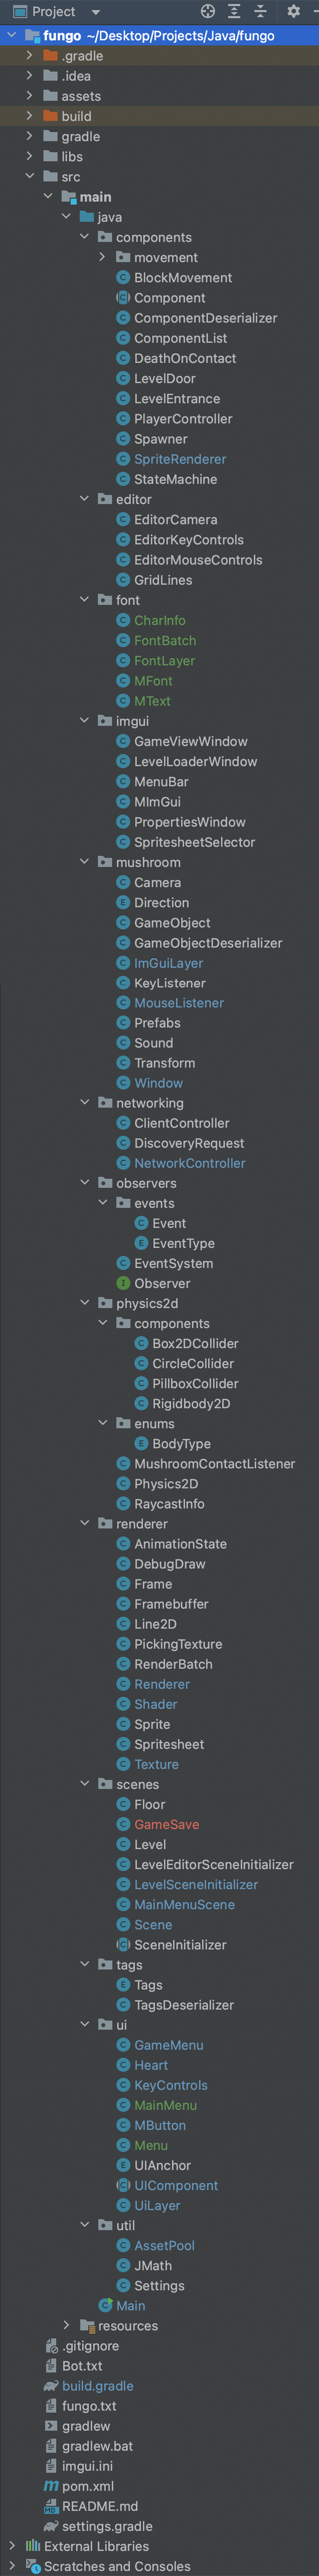 Project
fungo ~/Desktop/Projects/Java/fungo
.gradle
.idea
assets
build
gradle
libs
src
main
java
components
movement
BlockMovement
Component
ComponentDeserializer
ComponentList
DeathOnContact
LevelDoor
LevelEntrance
PlayerController
Spawner
SpriteRenderer
StateMachine
editor
EditorCamera
EditorKeyControls
EditorMouseControls
GridLines
font
CharInfo
FontBatch
FontLayer
MFont
MText
imgui
GameViewWindow
LevelLoaderWindow
MenuBar
MImGui
PropertiesWindow
SpritesheetSelector
mushroom
Camera
Direction
GameObject
GameObjectDeserializer
ImGuiLayer
KeyListener
MouseListener
Prefabs
Sound
Transform
Window
networking
ClientController
DiscoveryRequest
NetworkController
observers
events
Event
EventType
EventSystem
Observer
physics2d
components
Box2DCollider
CircleCollider
PillboxCollider
Rigidbody2D
enums
BodyType
MushroomContactListener
Physics2D
RaycastInfo
renderer
AnimationState
DebugDraw
Frame
Framebuffer
Line2D
PickingTexture
RenderBatch
Renderer
Shader
Sprite
Spritesheet
Texture
scenes
Floor
GameSave
Level
LevelEditorSceneInitializer
LevelSceneInitializer
MainMenuScene
Scene
SceneInitializer
tags
Tags
TagsDeserializer
ui
GameMenu
Heart
KeyControls
MainMenu
MButton
Menu
UIAnchor
UIComponent
UiLayer
util
AssetPool
JMath
Settings
Main
resources
.gitignore
Bot.txt
build.gradle
fungo.txt
gradlew
gradlew.bat
imgui.ini
pom.xml
README.md
settings.gradle
External Libraries
Scratches and Consoles